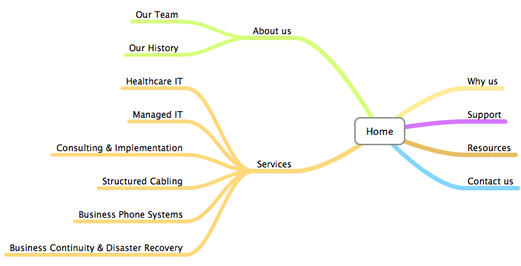 Our Team
About us
Our History
Healthcare IT
Managed IT
Consulting & Implementation
Services
Structured Cabling
Business Phone Systems
Business Continuity & Disaster Recovery
Home
Why us
Support
Resources
Contact us